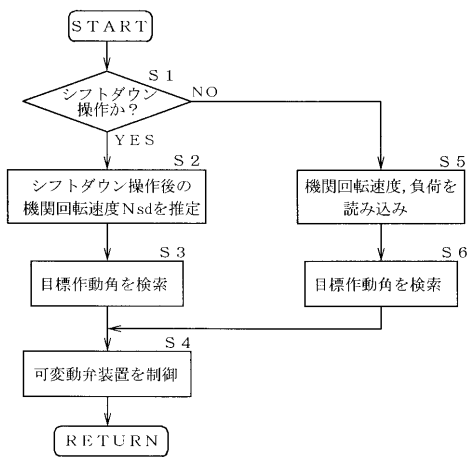 START
S1
シフトダウン
操作か?
NO
YES
S2
シフトダウン操作後の
機関回転速度Nsdを推定
S5
機関回転速度,負荷を
読み込み
S3
目標作動角を検索
S6
目標作動角を検索
S4
可変動弁装置を制御
RETURN